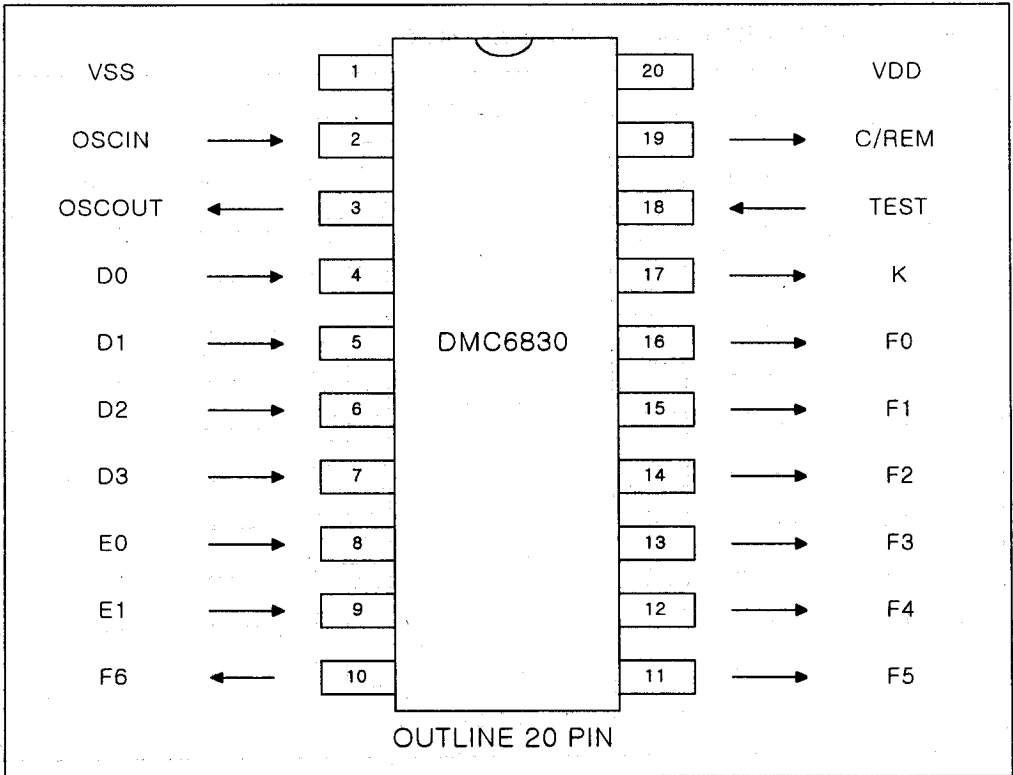 VSS 1 20 VDD
OSCIN 2 19 C/REM
OSCOUT 3 18 TEST
D0 4 17 K
D1 5 DMC6830 16 F0
D2 6 15 F1
D3 7 14 F2
E0 8 13 F3
E1 9 12 F4
F6 10 11 F5
OUTLINE 20 PIN